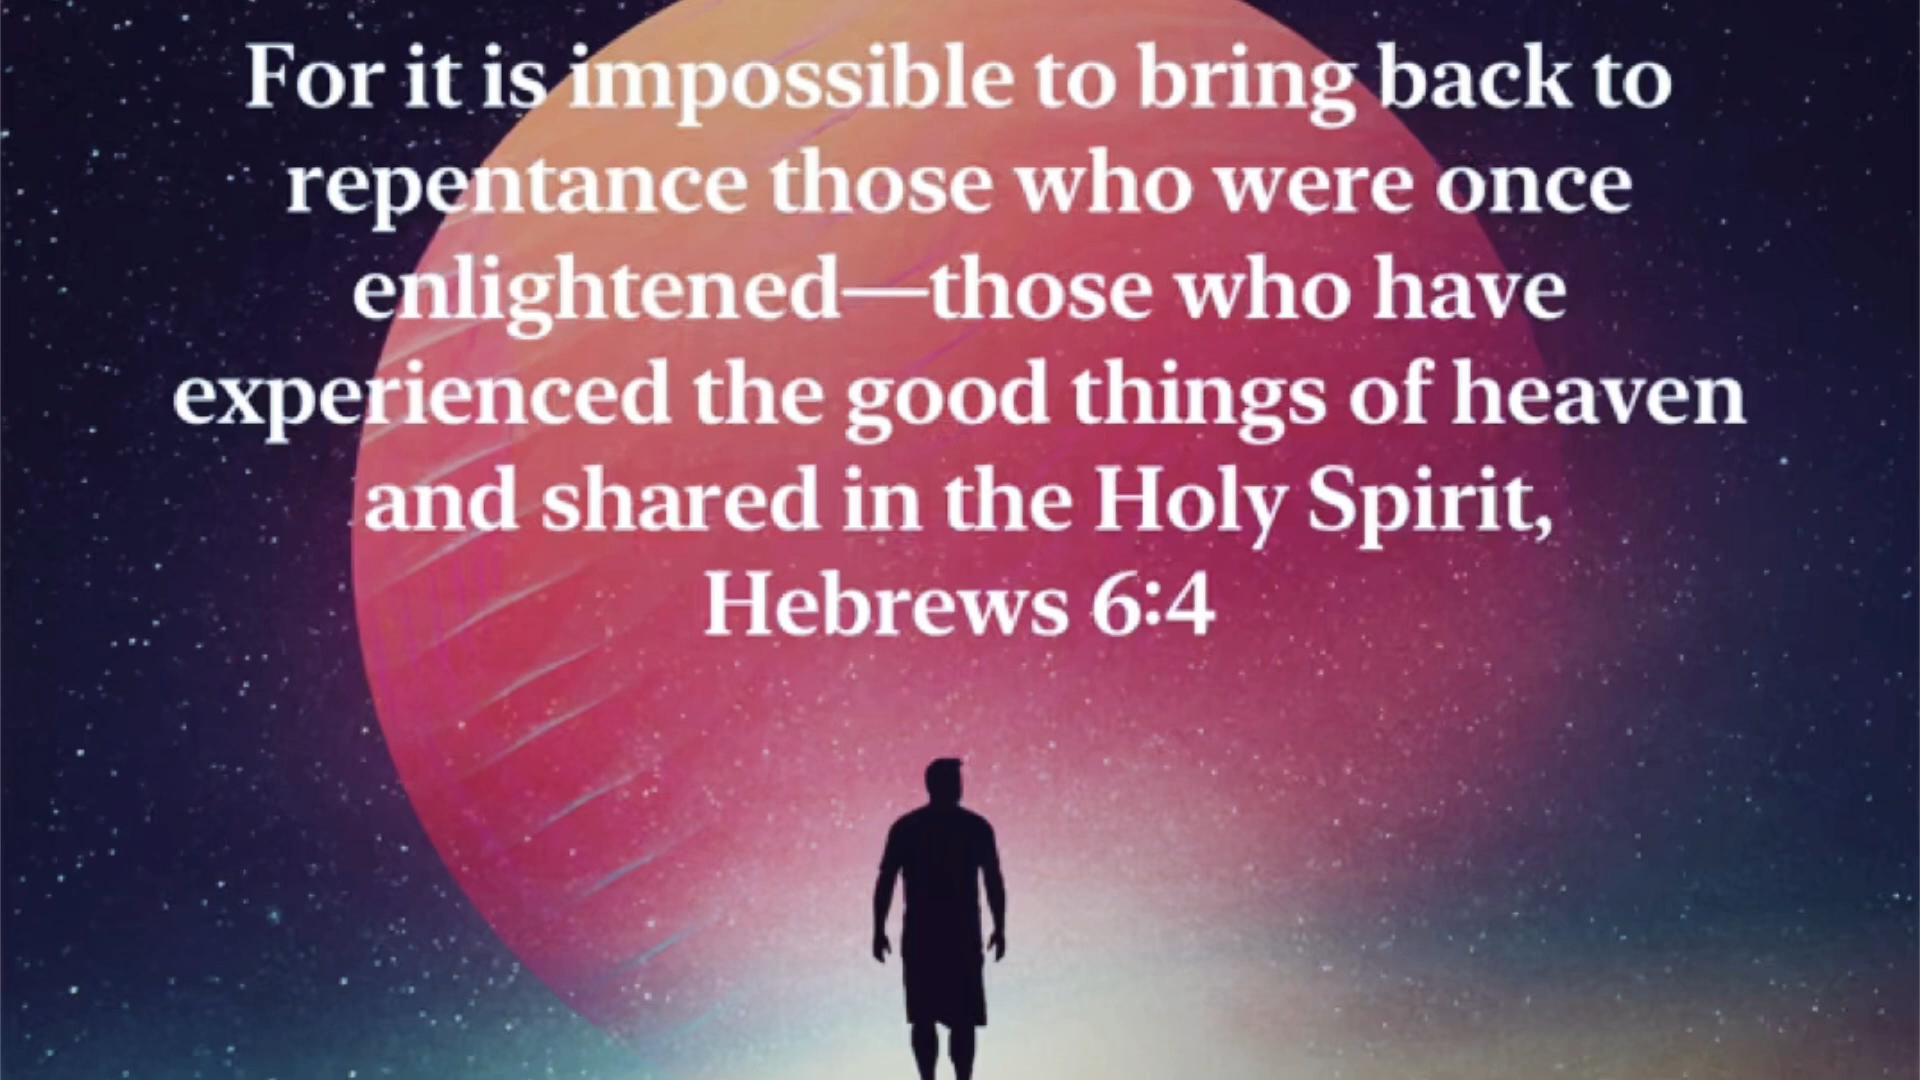 For it is impossible to bring back to
repentance those who were once
enlightened—those who have
experienced the good things of heaven
and shared in the Holy Spirit,
Hebrews 6:4